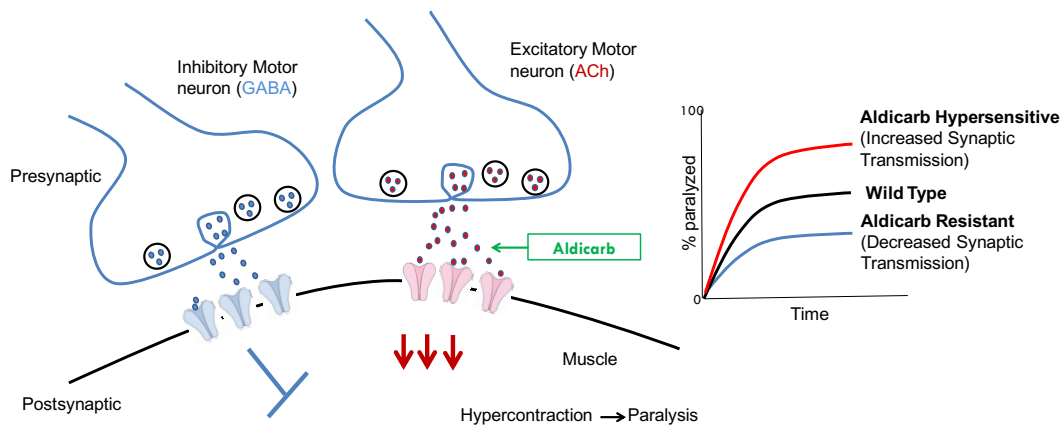 Inhibitory Motor
neuron (GABA)
Excitatory Motor
neuron (ACh)
Presynaptic
Aldicarb
Muscle
Postsynaptic
Hypercontraction → Paralysis
100
% paralyzed
0
Time
Aldicarb Hypersensitive
(Increased Synaptic
Transmission)
Wild Type
Aldicarb Resistant
(Decreased Synaptic
Transmission)